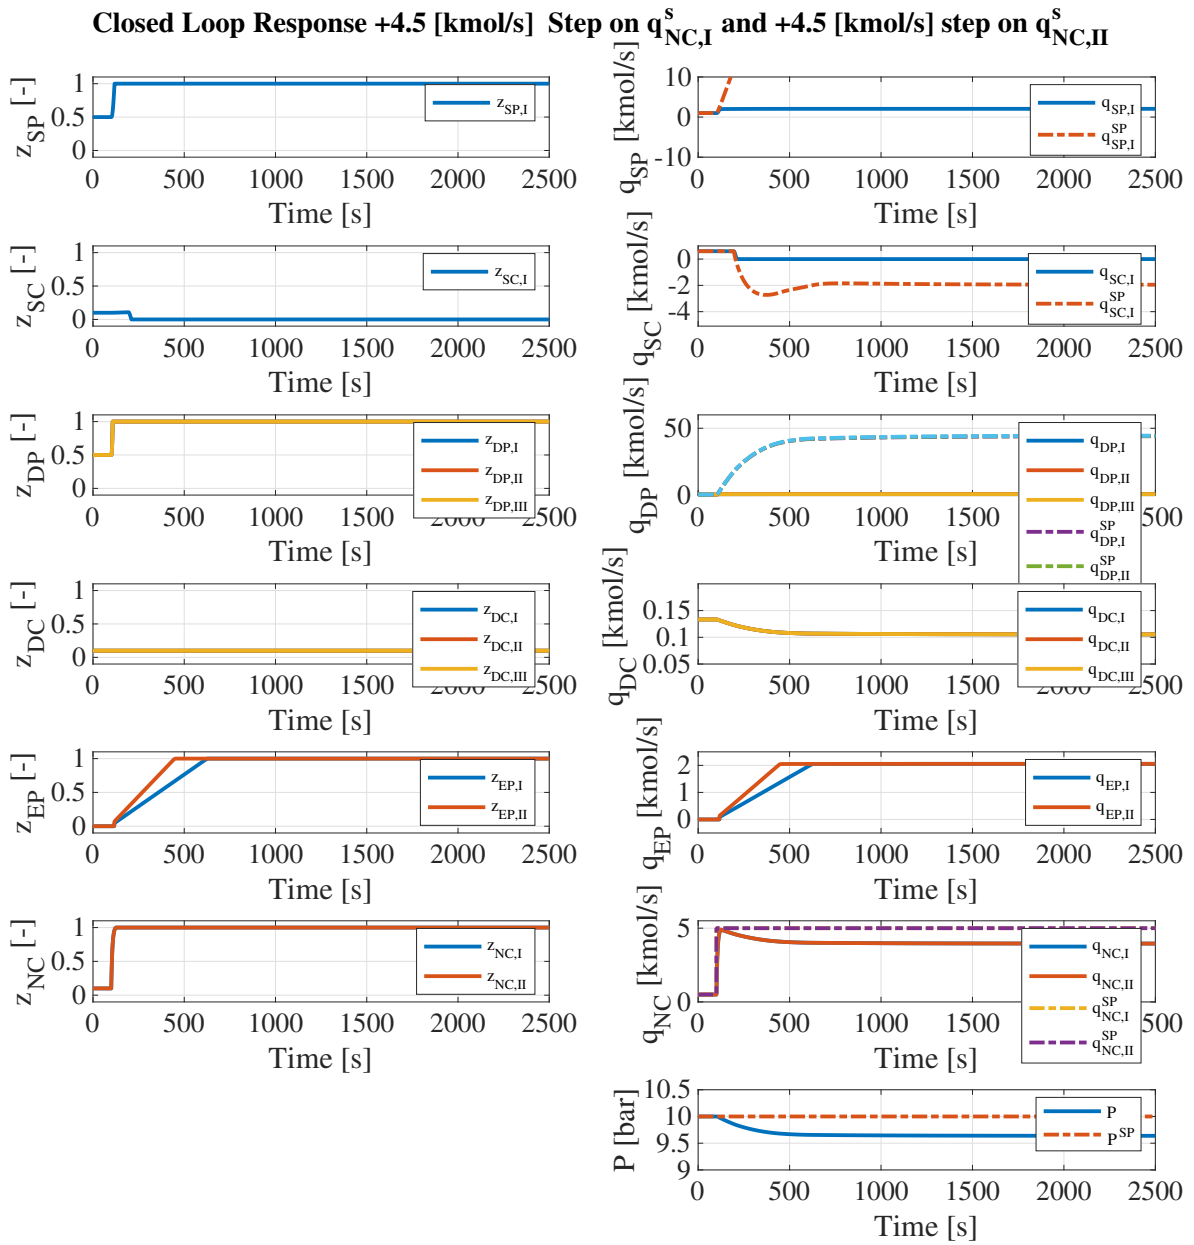 Closed Loop Response +4.5 [kmol/s] Step on q^s_NC,I and +4.5 [kmol/s] step on q^s_NC,II
z_SP [-]
1
0.5
0
0 500 1000 1500 2000 2500
Time [s]
z_SP,I
q_SP [kmol/s]
10
0
-10
0 500 1000 1500 2000 2500
Time [s]
q_SP,I
q^SP_SP,I
z_SC [-]
1
0.5
0
0 500 1000 1500 2000 2500
Time [s]
z_SC,I
q_SC [kmol/s]
0
-2
-4
0 500 1000 1500 2000 2500
Time [s]
q_SC,I
q^SP_SC,I
z_DP [-]
1
0.5
0
0 500 1000 1500 2000 2500
Time [s]
z_DP,I
z_DP,II
z_DP,III
q_DP [kmol/s]
50
0
0 500 1000 1500 2500
Time [s]
q_DP,I
q_DP,II
q_DP,III
q^SP_DP,I
q^SP_DP,II
z_DC [-]
1
0.5
0
0 500 1000 1500 2000 2500
Time [s]
z_DC,I
z_DC,II
z_DC,III
q_DC [kmol/s]
0.15
0.1
0.05
0 500 1000 1500 2000 2500
Time [s]
q_DC,I
q_DC,II
q_DC,III
z_EP [-]
1
0.5
0
0 500 1000 1500 2000 2500
Time [s]
z_EP,I
z_EP,II
q_EP [kmol/s]
2
1
0
0 500 1000 1500 2000 2500
Time [s]
q_EP,I
q_EP,II
z_NC [-]
1
0.5
0
0 500 1000 1500 2000 2500
Time [s]
z_NC,I
z_NC,II
q_NC [kmol/s]
5
0
0 500 1000 1500 2500
Time [s]
q_NC,I
q_NC,II
q^SP_NC,I
q^SP_NC,II
P [bar]
10.5
10
9.5
9
0 500 1000 1500 2000 2500
Time [s]
P
P^SP